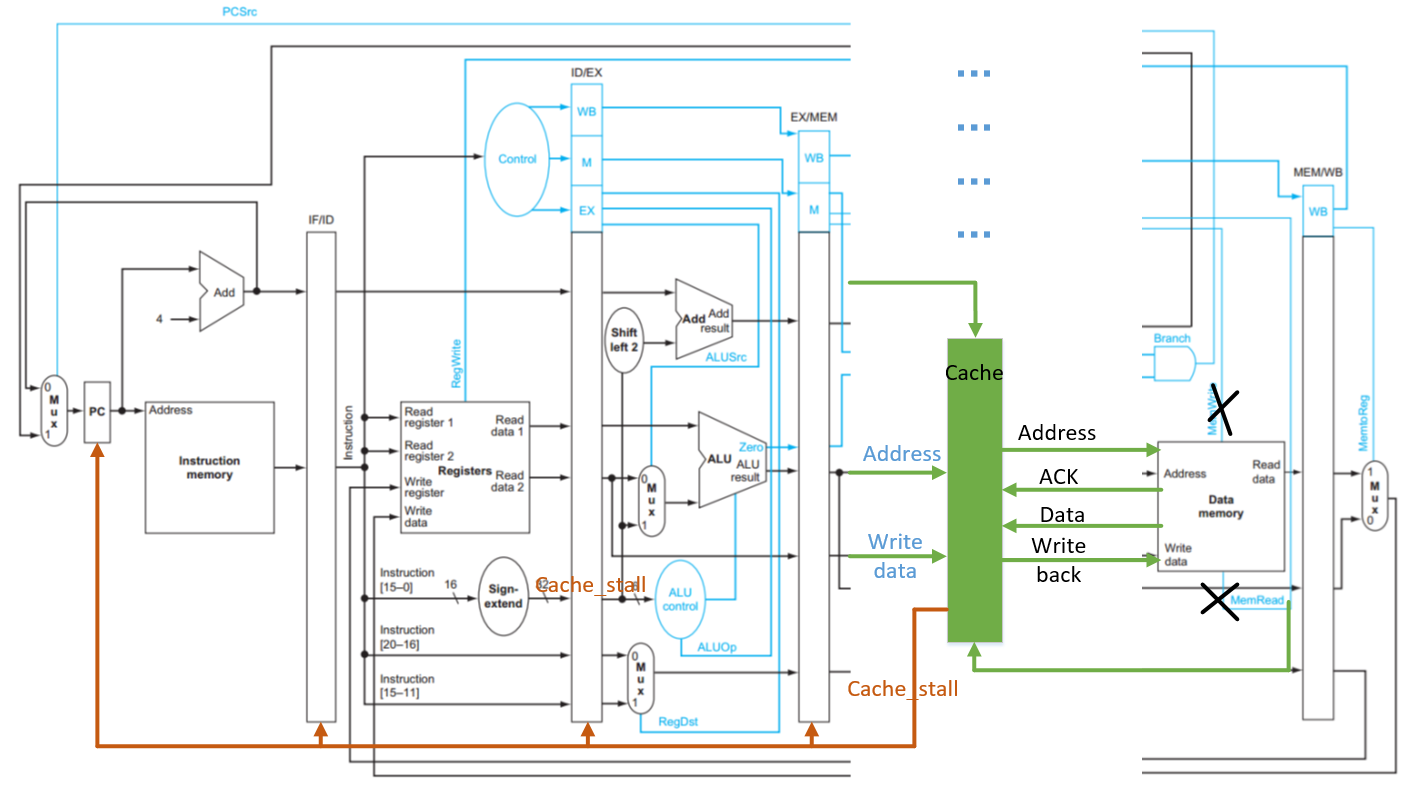 PCSrc
ID/EX
WB
M
EX
Control
EX/MEM
WB
M
MEM/WB
WB
IF/ID
Add
4
Shift
left 2
Add
Add
result
ALUSrc
RegWrite
Branch
Cache
0
M
u
x
1
PC
Address
Instruction
memory
Instruction
Read
register 1
Read
register 2
Write
register
Write
data
Registers
Read
data 1
Read
data 2
0
M
u
x
1
ALU
Zero
ALU
result
Address
Write
data
Address
ACK
Data
Write
back
Address
Read
data
Data
memory
Write
data
MemRead
MemtoReg
1
M
u
x
0
Instruction
[15–0]
16
Sign-
extend
32
Cache_stall
ALU
control
ALUOp
Instruction
[20–16]
Instruction
[15–11]
0
M
u
x
1
RegDst
Cache_stall